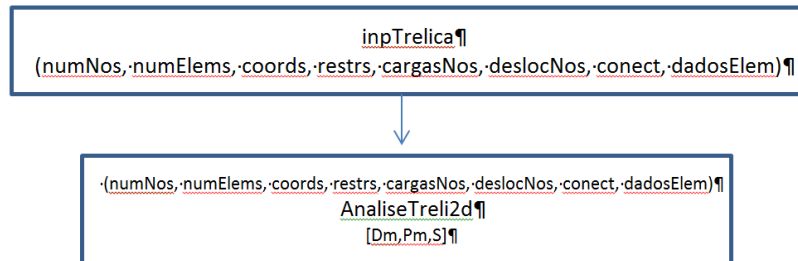 inpTrelica¶
(numNos,·numElems,·coords,·restrs,·cargasNos,·deslocNos,·conect,·dadosElem)¶
·(numNos,·numElems,·coords,·restrs,·cargasNos,·deslocNos,·conect,·dadosElem)¶
AnaliseTreli2d¶
[Dm,Pm,S]¶